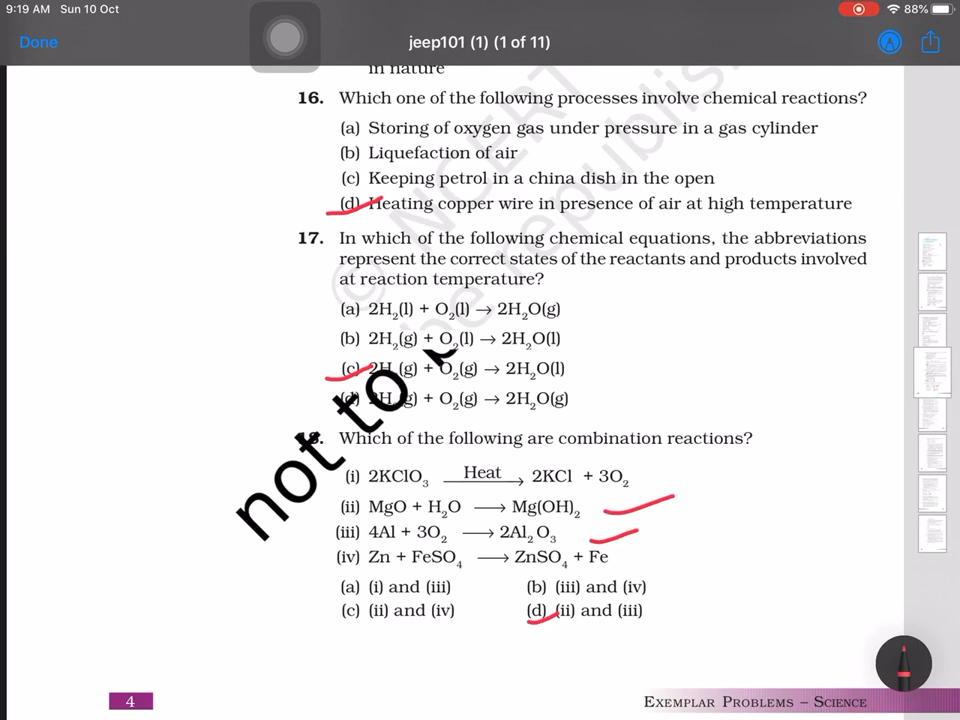 9:19 AM Sun 10 Oct
88%
Done
jeep101 (1) (1 of 11)
in nature
16. Which one of the following processes involve chemical reactions?
(a) Storing of oxygen gas under pressure in a gas cylinder
(b) Liquefaction of air
(c) Keeping petrol in a china dish in the open
(d) Heating copper wire in presence of air at high temperature
17. In which of the following chemical equations, the abbreviations
represent the correct states of the reactants and products involved
at reaction temperature?
(a) 2H₂(l) + O₂(l) → 2H₂O(g)
(b) 2H₂(g) + O₂(l) → 2H₂O(l)
(c) 2H₂(g) + O₂(g) → 2H₂O(l)
(d) 2H₂(g) + O₂(g) → 2H₂O(g)
18. Which of the following are combination reactions?
(i) 2KClO₃ Heat → 2KCl + 3O₂
(ii) MgO + H₂O → Mg(OH)₂
(iii) 4Al + 3O₂ → 2Al₂O₃
(iv) Zn + FeSO₄ → ZnSO₄ + Fe
(a) (i) and (iii) (b) (iii) and (iv)
(c) (ii) and (iv) (d) (ii) and (iii)
© NCERT
not to be republis
4
EXEMPLAR PROBLEMS – SCIENCE